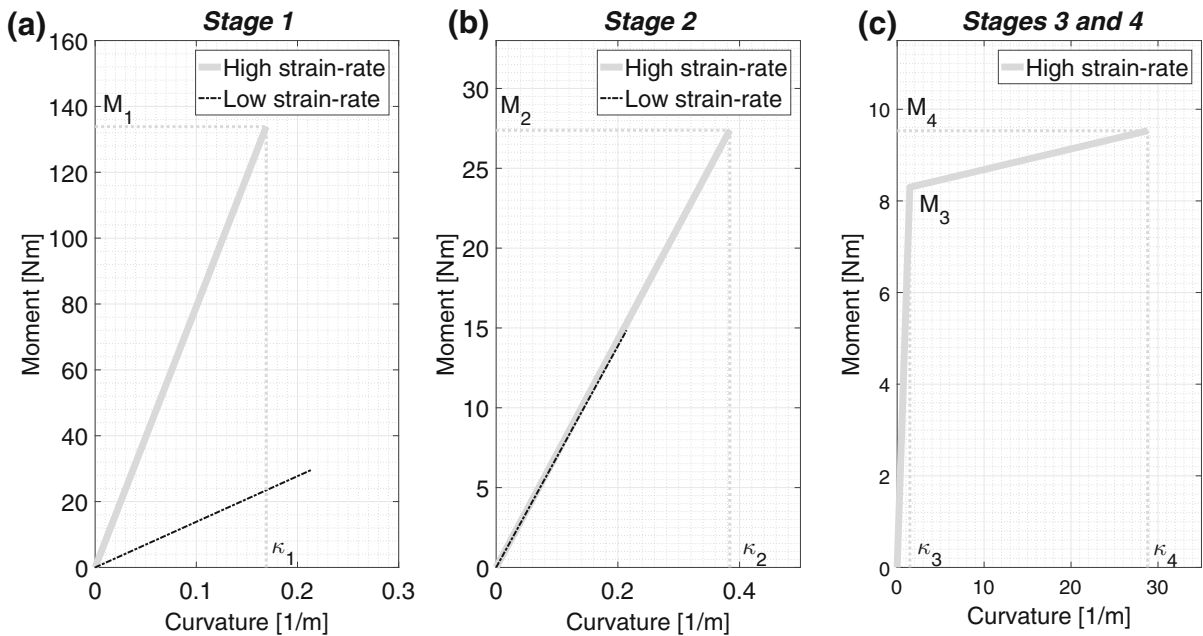 (a) Stage 1
160
140
120
100
80
60
40
20
0
Moment [Nm]
High strain-rate
Low strain-rate
M1
κ1
0 0.1 0.2 0.3
Curvature [1/m]
(b) Stage 2
30
25
20
15
10
5
0
Moment [Nm]
High strain-rate
Low strain-rate
M2
κ2
0 0.2 0.4
Curvature [1/m]
(c) Stages 3 and 4
10
8
6
4
2
0
Moment [Nm]
High strain-rate
M4
M3
κ3 κ4
0 10 20 30
Curvature [1/m]